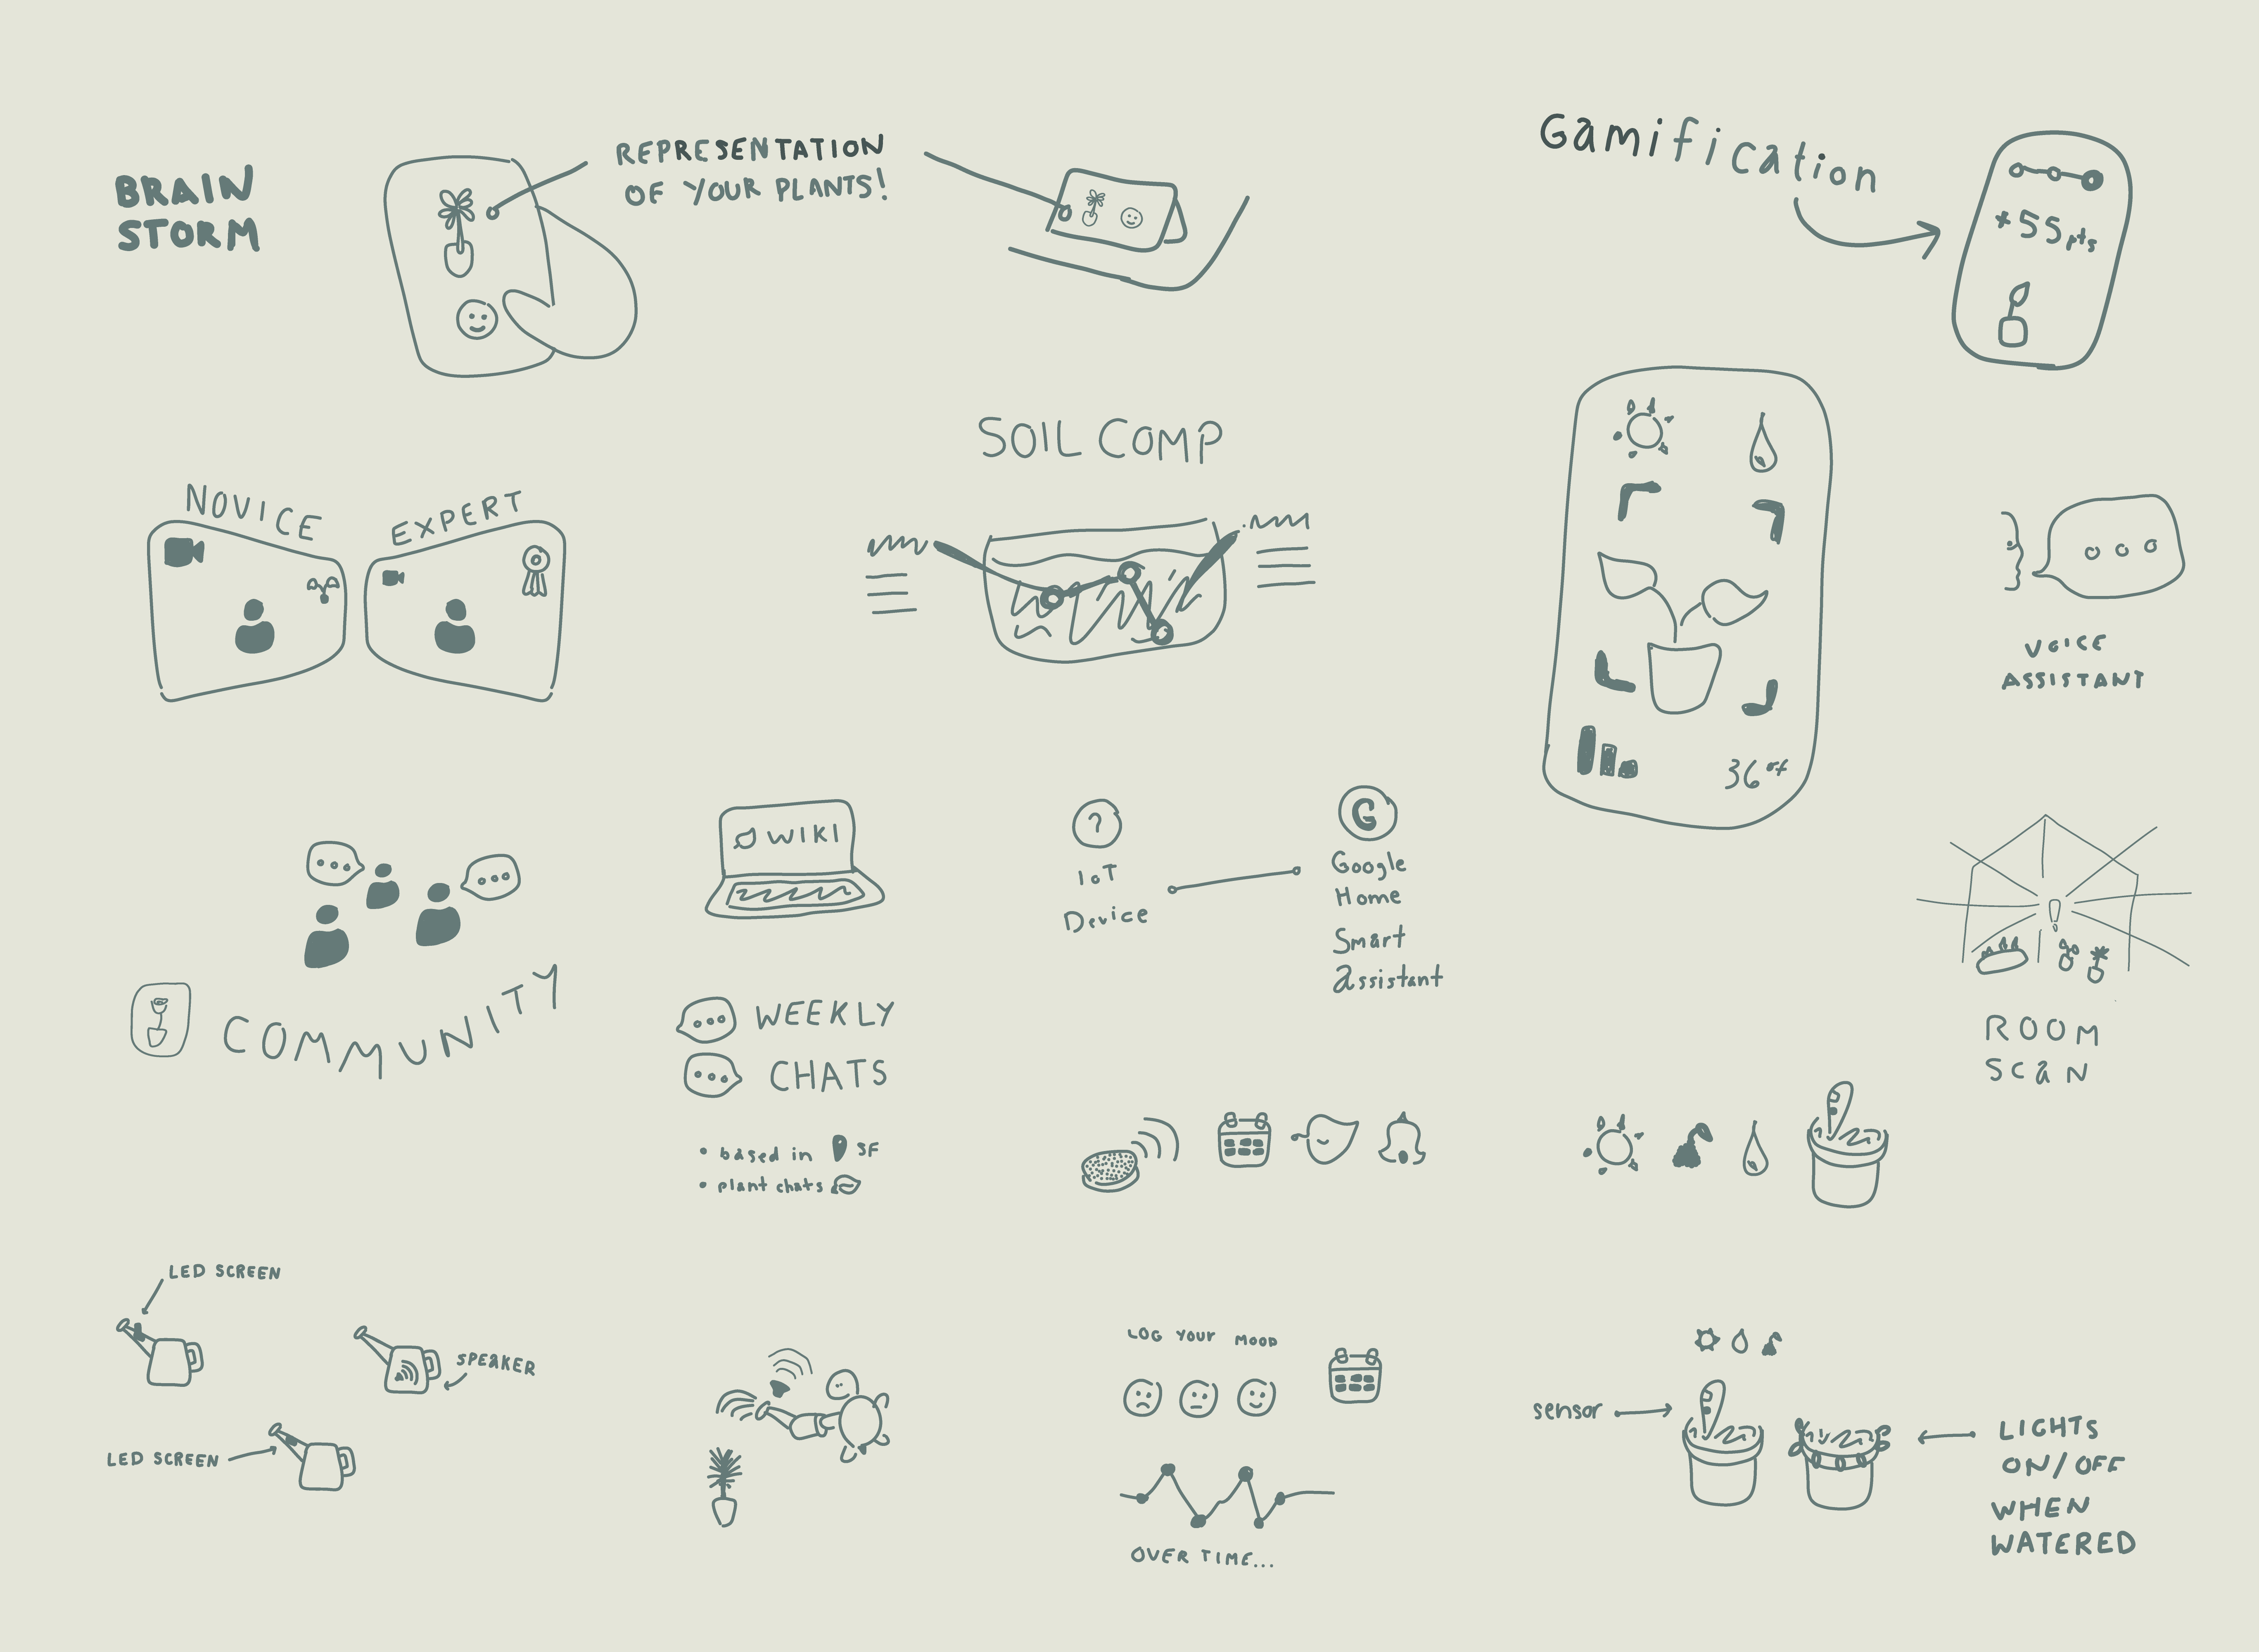 BRAIN
STORM
REPRESENTATION
OF YOUR PLANTS!
Gamification
+55pts
NOVICE
EXPERT
SOIL COMP
VOICE
ASSISTANT
WIKI
?
IoT
Device
G
Google
Home
Smart
assistant
COMMUNITY
WEEKLY
CHATS
• based in SF
• plant chats
ROOM
SCaN
LED SCREEN
SPEAKER
LED SCREEN
LOG YOUR MOOD
OVER TIME...
sensor
LIGHTS
ON/OFF
WHEN
WATERED